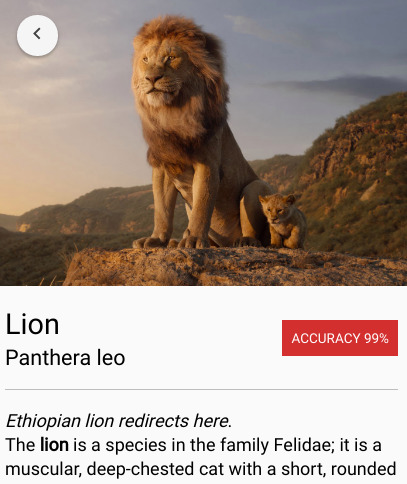 Lion
Panthera leo
ACCURACY 99%
Ethiopian lion redirects here.
The lion is a species in the family Felidae; it is a
muscular, deep-chested cat with a short, rounded